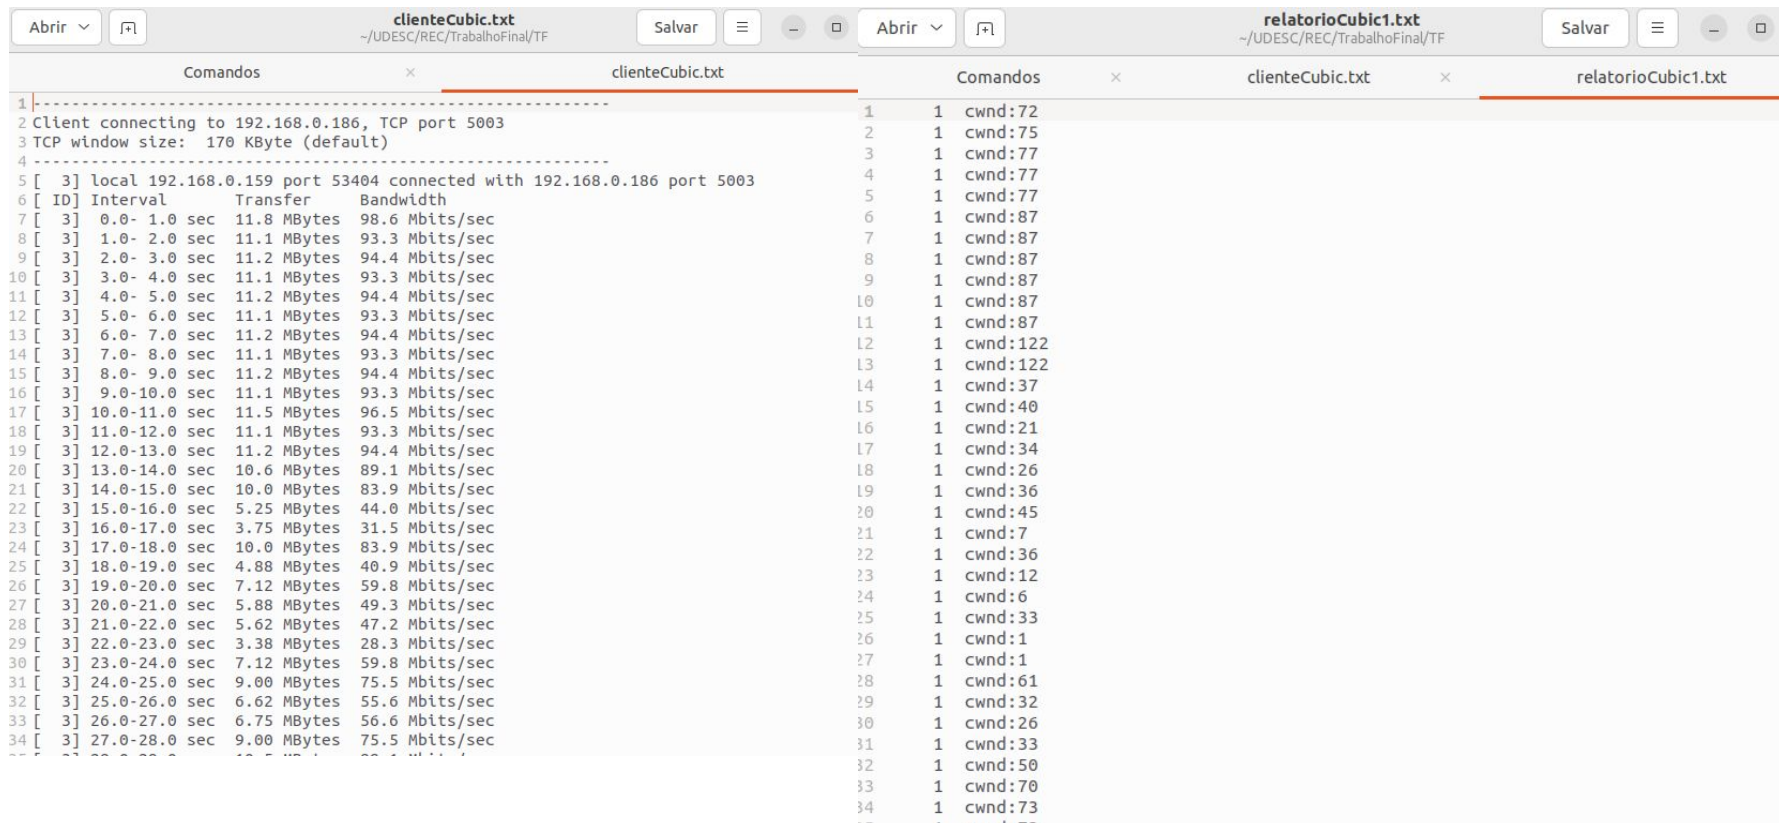 Abrir
clienteCubic.txt
~/UDESC/REC/TrabalhoFinal/TF
Salvar
Comandos
clienteCubic.txt
1 ------------------------------------------------------------
2 Client connecting to 192.168.0.186, TCP port 5003
3 TCP window size:  170 KByte (default)
4 ------------------------------------------------------------
5 [  3] local 192.168.0.159 port 53404 connected with 192.168.0.186 port 5003
6 [ ID] Interval       Transfer     Bandwidth
7 [  3]  0.0- 1.0 sec  11.8 MBytes  98.6 Mbits/sec
8 [  3]  1.0- 2.0 sec  11.1 MBytes  93.3 Mbits/sec
9 [  3]  2.0- 3.0 sec  11.2 MBytes  94.4 Mbits/sec
10 [  3]  3.0- 4.0 sec  11.1 MBytes  93.3 Mbits/sec
11 [  3]  4.0- 5.0 sec  11.2 MBytes  94.4 Mbits/sec
12 [  3]  5.0- 6.0 sec  11.1 MBytes  93.3 Mbits/sec
13 [  3]  6.0- 7.0 sec  11.2 MBytes  94.4 Mbits/sec
14 [  3]  7.0- 8.0 sec  11.1 MBytes  93.3 Mbits/sec
15 [  3]  8.0- 9.0 sec  11.2 MBytes  94.4 Mbits/sec
16 [  3]  9.0-10.0 sec  11.1 MBytes  93.3 Mbits/sec
17 [  3] 10.0-11.0 sec  11.5 MBytes  96.5 Mbits/sec
18 [  3] 11.0-12.0 sec  11.1 MBytes  93.3 Mbits/sec
19 [  3] 12.0-13.0 sec  11.2 MBytes  94.4 Mbits/sec
20 [  3] 13.0-14.0 sec  10.6 MBytes  89.1 Mbits/sec
21 [  3] 14.0-15.0 sec  10.0 MBytes  83.9 Mbits/sec
22 [  3] 15.0-16.0 sec  5.25 MBytes  44.0 Mbits/sec
23 [  3] 16.0-17.0 sec  3.75 MBytes  31.5 Mbits/sec
24 [  3] 17.0-18.0 sec  10.0 MBytes  83.9 Mbits/sec
25 [  3] 18.0-19.0 sec  4.88 MBytes  40.9 Mbits/sec
26 [  3] 19.0-20.0 sec  7.12 MBytes  59.8 Mbits/sec
27 [  3] 20.0-21.0 sec  5.88 MBytes  49.3 Mbits/sec
28 [  3] 21.0-22.0 sec  5.62 MBytes  47.2 Mbits/sec
29 [  3] 22.0-23.0 sec  3.38 MBytes  28.3 Mbits/sec
30 [  3] 23.0-24.0 sec  7.12 MBytes  59.8 Mbits/sec
31 [  3] 24.0-25.0 sec  9.00 MBytes  75.5 Mbits/sec
32 [  3] 25.0-26.0 sec  6.62 MBytes  55.6 Mbits/sec
33 [  3] 26.0-27.0 sec  6.75 MBytes  56.6 Mbits/sec
34 [  3] 27.0-28.0 sec  9.00 MBytes  75.5 Mbits/sec
Abrir
relatorioCubic1.txt
~/UDESC/REC/TrabalhoFinal/TF
Salvar
Comandos
clienteCubic.txt
relatorioCubic1.txt
1 1 cwnd:72
2 1 cwnd:75
3 1 cwnd:77
4 1 cwnd:77
5 1 cwnd:77
6 1 cwnd:87
7 1 cwnd:87
8 1 cwnd:87
9 1 cwnd:87
10 1 cwnd:87
11 1 cwnd:87
12 1 cwnd:122
13 1 cwnd:122
14 1 cwnd:37
15 1 cwnd:40
16 1 cwnd:21
17 1 cwnd:34
18 1 cwnd:26
19 1 cwnd:36
20 1 cwnd:45
21 1 cwnd:7
22 1 cwnd:36
23 1 cwnd:12
24 1 cwnd:6
25 1 cwnd:33
26 1 cwnd:1
27 1 cwnd:1
28 1 cwnd:61
29 1 cwnd:32
30 1 cwnd:26
31 1 cwnd:33
32 1 cwnd:50
33 1 cwnd:70
34 1 cwnd:73